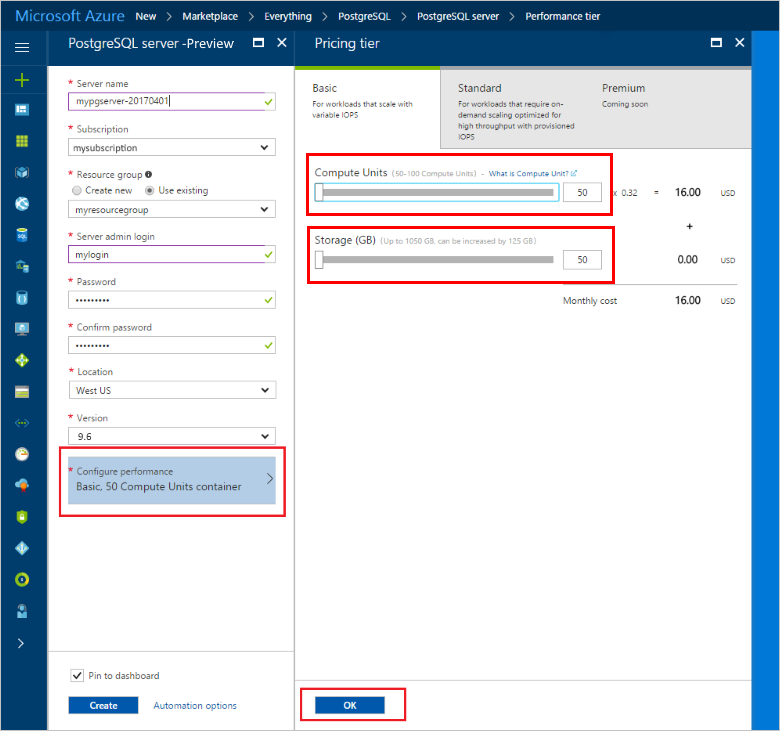 Microsoft Azure New > Marketplace > Everything > PostgreSQL > PostgreSQL server > Performance tier
PostgreSQL server -Preview
* Server name
mypgserver-20170401
* Subscription
mysubscription
* Resource group
Create new Use existing
myresourcegroup
* Server admin login
mylogin
* Password
•••••••••
* Confirm password
•••••••••
* Location
West US
* Version
9.6
* Configure performance
Basic, 50 Compute Units container
Pin to dashboard
Create Automation options
Pricing tier
Basic
For workloads that scale with
variable IOPS
Standard
For workloads that require on-
demand scaling optimized for
high throughput with provisioned
IOPS
Premium
Coming soon
Compute Units (50-100 Compute Units) - What is Compute Unit?
50 x 0.32 = 16.00 USD
+
Storage (GB) (Up to 1050 GB, can be increased by 125 GB)
50 0.00 USD
Monthly cost 16.00 USD
OK